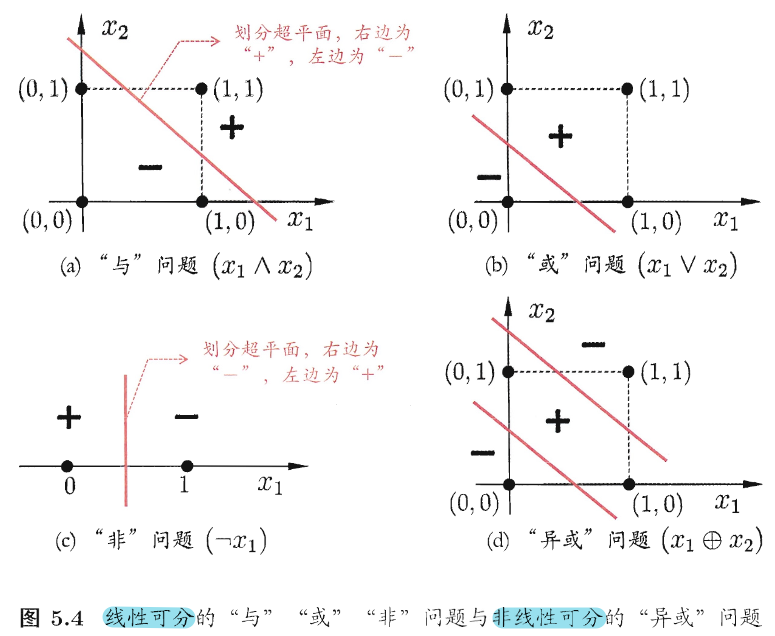 x₂
划分超平面，右边为
“+”，左边为“−”
(0,1)
(1,1)
+
−
(0,0)
(1,0)
x₁
(a) “与”问题 (x₁ ∧ x₂)
x₂
(0,1)
(1,1)
+
−
(0,0)
(1,0)
x₁
(b) “或”问题 (x₁ ∨ x₂)
划分超平面，右边为
“−”，左边为“+”
+
−
0
1
x₁
(c) “非”问题 (¬x₁)
x₂
−
(0,1)
(1,1)
+
−
(0,0)
(1,0)
x₁
(d) “异或”问题 (x₁ ⊕ x₂)
图 5.4 线性可分的“与”“或”“非”问题与非线性可分的“异或”问题